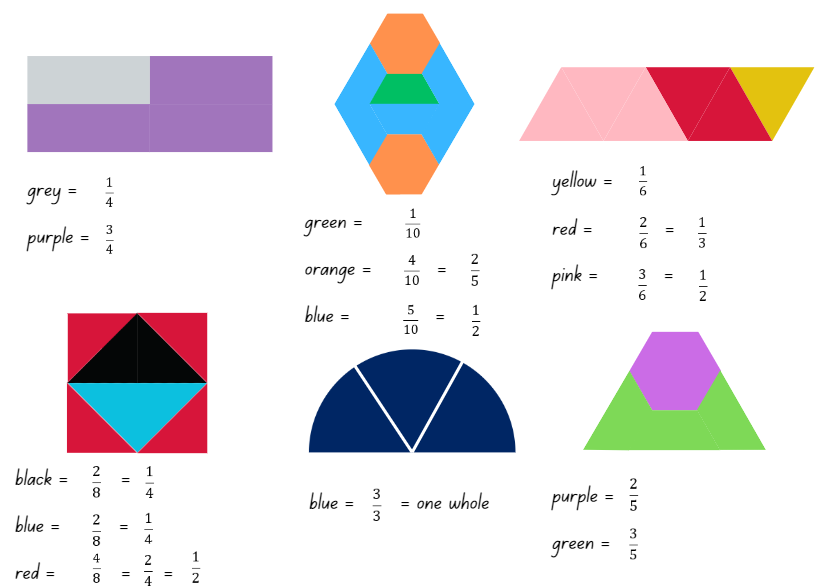 grey = 1/4
purple = 3/4
green = 1/10
orange = 4/10 = 2/5
blue = 5/10 = 1/2
yellow = 1/6
red = 2/6 = 1/3
pink = 3/6 = 1/2
black = 2/8 = 1/4
blue = 2/8 = 1/4
red = 4/8 = 2/4 = 1/2
blue = 3/3 = one whole
purple = 2/5
green = 3/5